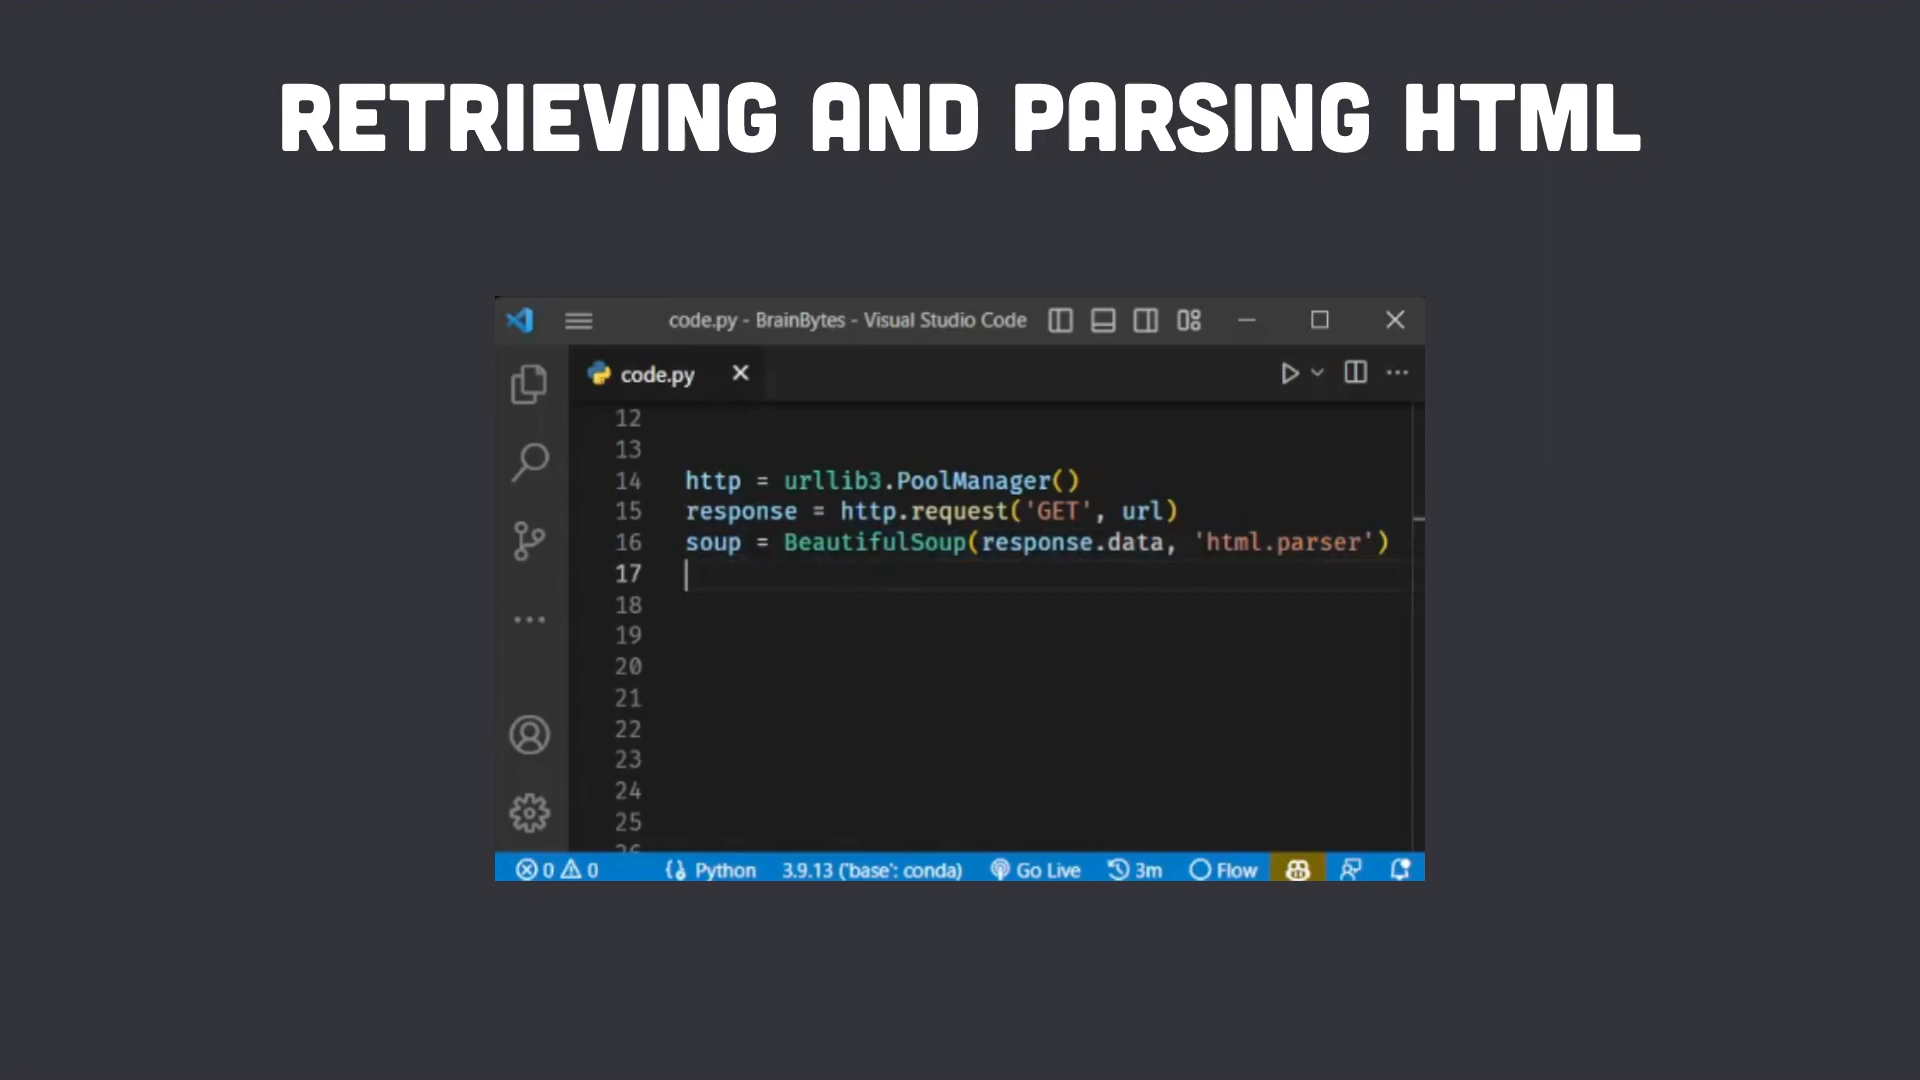 RETRIEVING AND PARSING HTML
code.py - BrainBytes - Visual Studio Code
code.py
12
13
14 http = urllib3.PoolManager()
15 response = http.request('GET', url)
16 soup = BeautifulSoup(response.data, 'html.parser')
17
18
19
20
21
22
23
24
25
26
0 0 Python 3.9.13 ('base': conda) Go Live 3m Flow